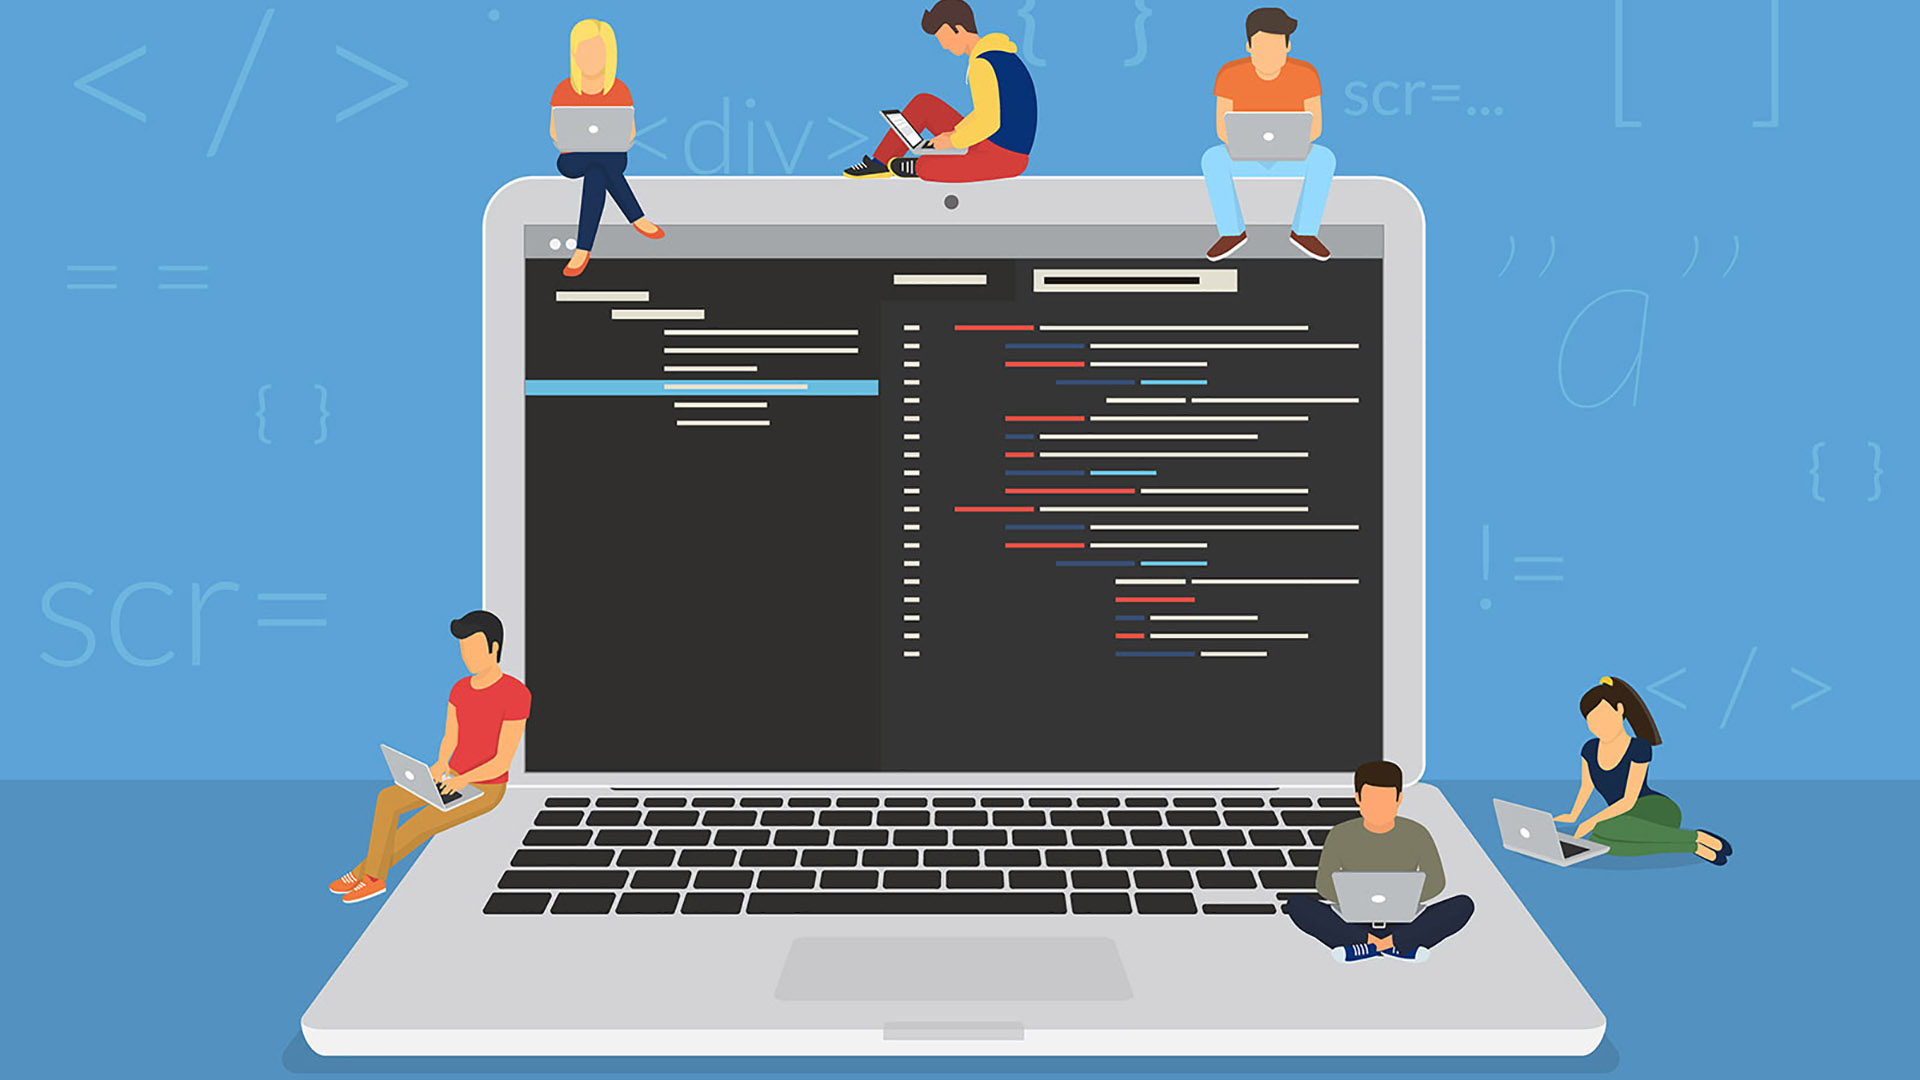 </>
{ }
scr=...
[ ]
<div>
= =
,, ,,
a
{ }
{ }
!=
scr=
</>